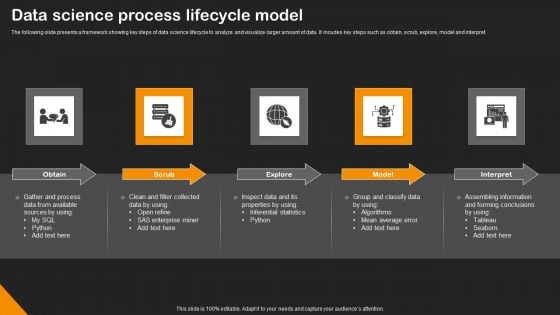 Data science process lifecycle model
The following slide presents a framework showing key steps of data science lifecycle to analyze and visualize larger amount of data. It includes key steps such as obtain, scrub, explore, model and interpret.
Obtain
Scrub
Explore
Model
Interpret
o Gather and process
data from available
sources by using:
• My SQL
• Python
• Add text here
o Clean and filter collected
data by using:
• Open refine
• SAS enterprise miner
• Add text here
o Inspect data and its
properties by using:
• Inferential statistics
• Python
o Group and classify data
by using:
• Algorithms
• Mean average error
• Add text here
o Assembling information
and forming conclusions
by using:
• Tableau
• Seaborn
• Add text here
This slide is 100% editable. Adapt it to your needs and capture your audience's attention.